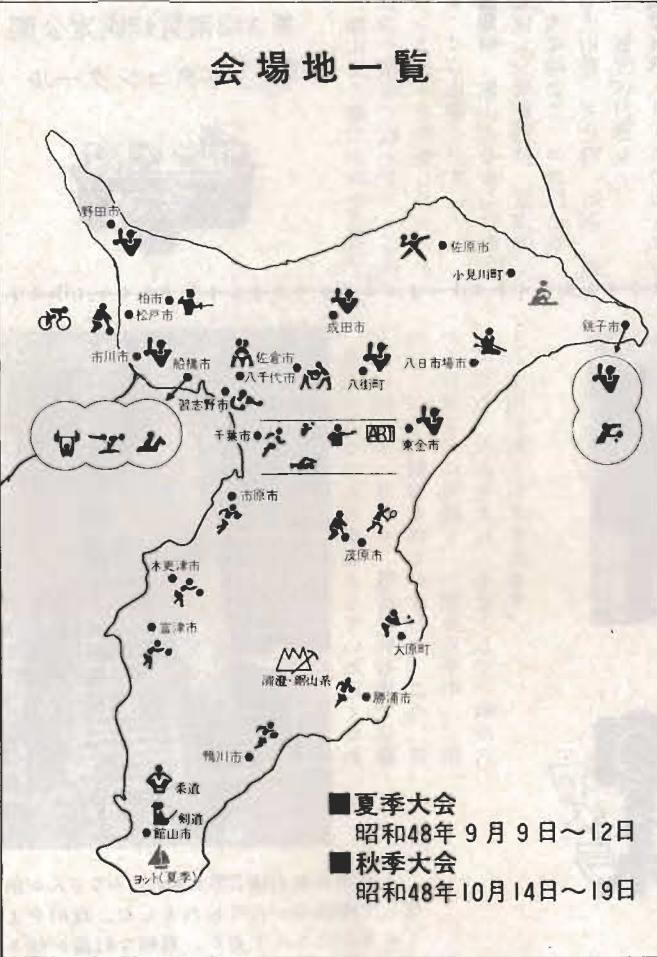 会場地一覧
野田市
佐原市
小見川町
柏市
松戸市
成田市
銚子市
市川市
船橋市
佐倉市
八千代市
八街町
八日市場市
習志野市
千葉市
ART
東金市
市原市
茂原市
木更津市
富津市
大原町
清澄・鋸山系
勝浦市
鴨川市
柔道
剣道
館山市
ヨット(夏季)
■夏季大会
昭和48年9月9日〜12日
■秋季大会
昭和48年10月14日〜19日